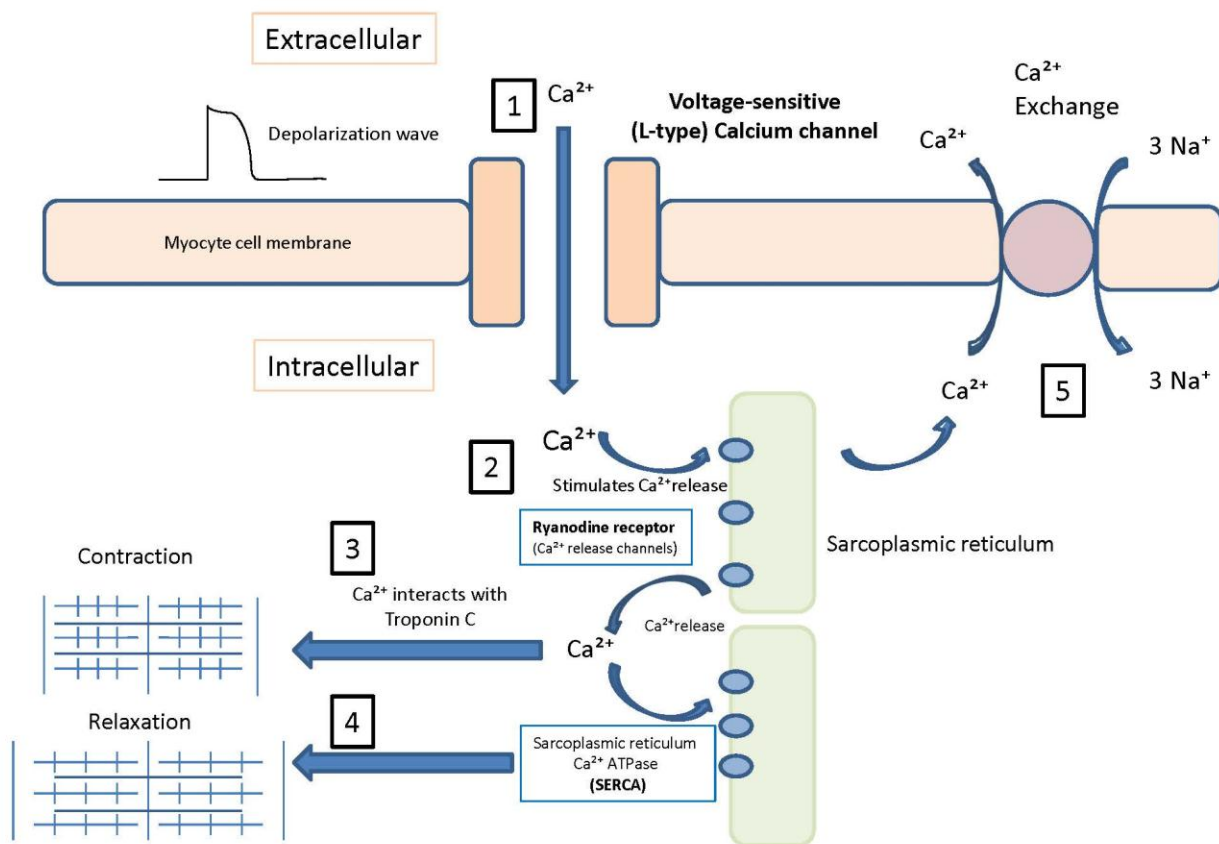 Extracellular
Depolarization wave
1
Ca²⁺
Voltage-sensitive
(L-type) Calcium channel
Ca²⁺
Exchange
Ca²⁺
3 Na⁺
Myocyte cell membrane
Intracellular
Ca²⁺
5
3 Na⁺
2
Ca²⁺
Stimulates Ca²⁺release
Ryanodine receptor
(Ca²⁺ release channels)
Sarcoplasmic reticulum
Contraction
3
Ca²⁺ interacts with
Troponin C
Ca²⁺release
Ca²⁺
Relaxation
4
Sarcoplasmic reticulum
Ca²⁺ ATPase
(SERCA)